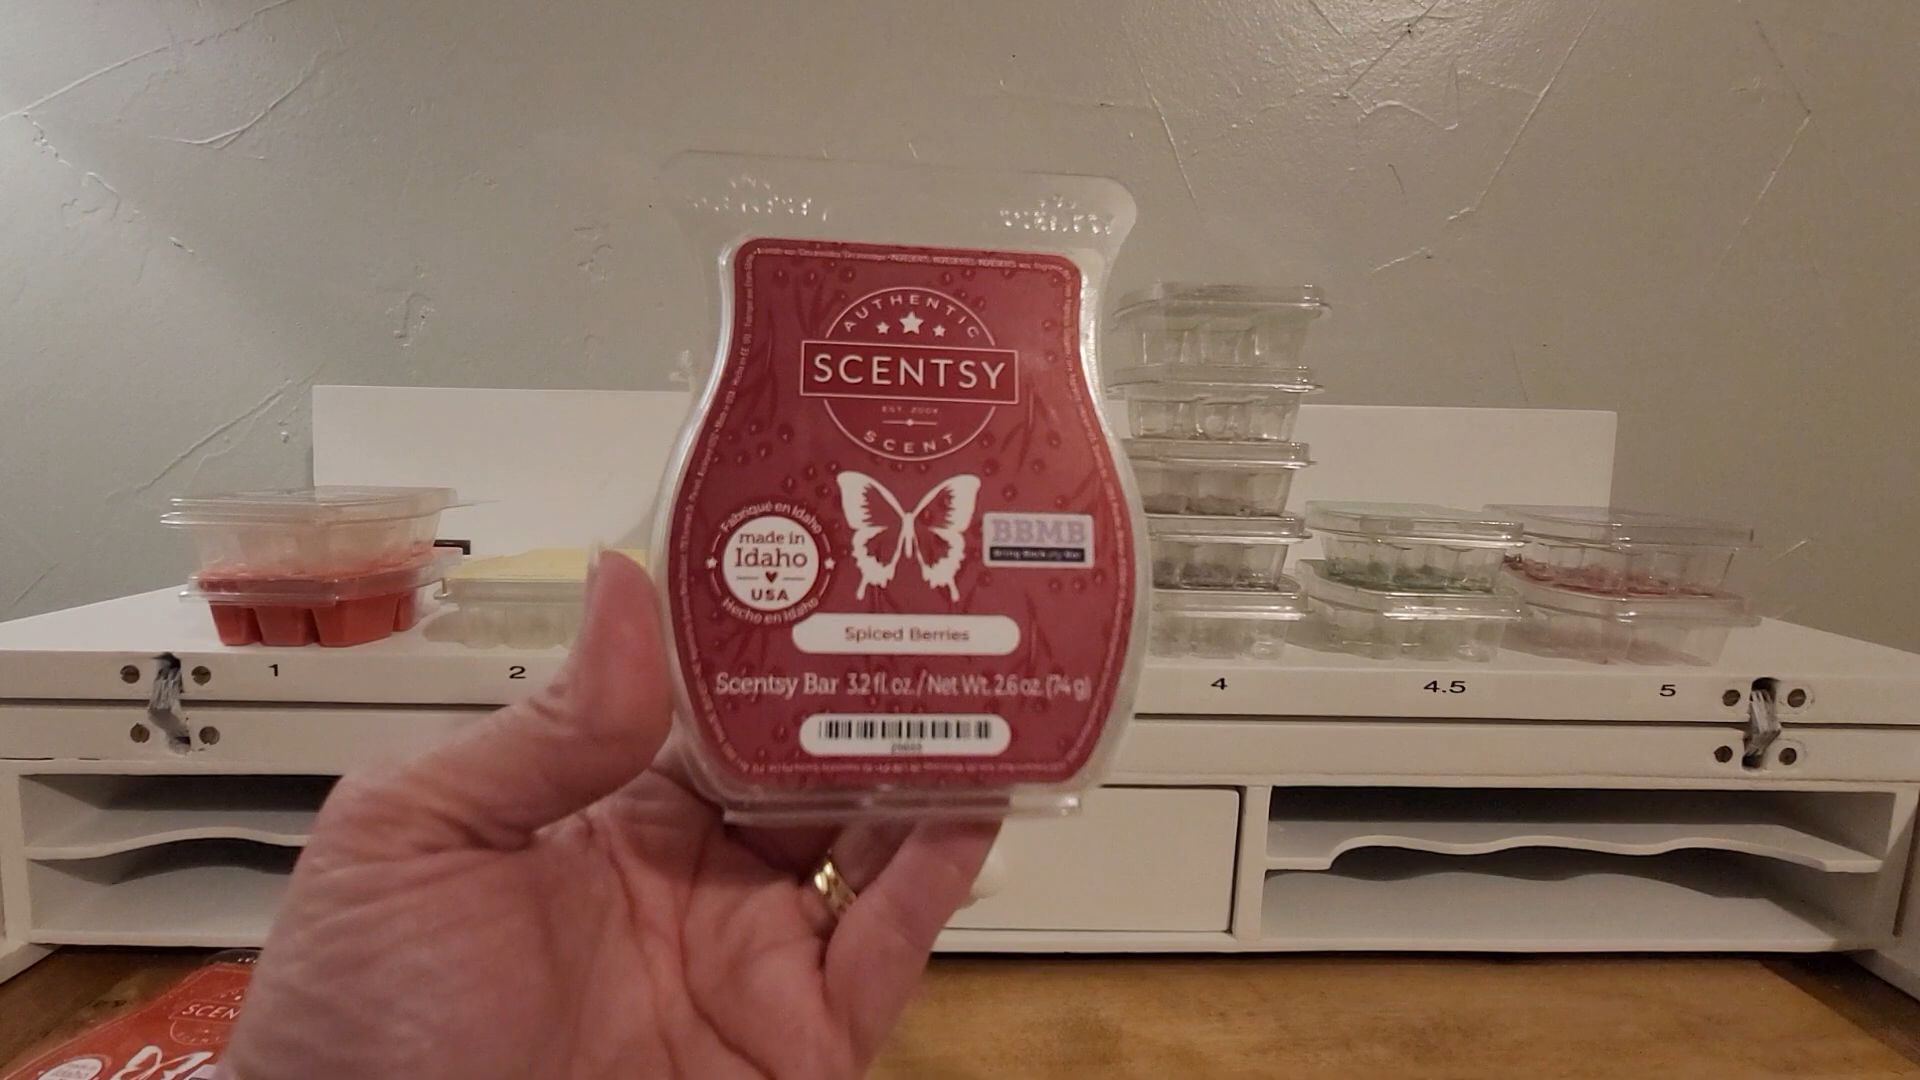 AUTHENTIC
SCENTSY
EST. 2004
SCENT
Fabriqué en Idaho
made in
Idaho
USA
Hecho en Idaho
BBMB
Bring Back My Bar
Spiced Berries
Scentsy Bar 3.2 fl. oz. / Net Wt. 2.6 oz. (74 g)
1
2
4
4.5
5
SCEN
Idaho